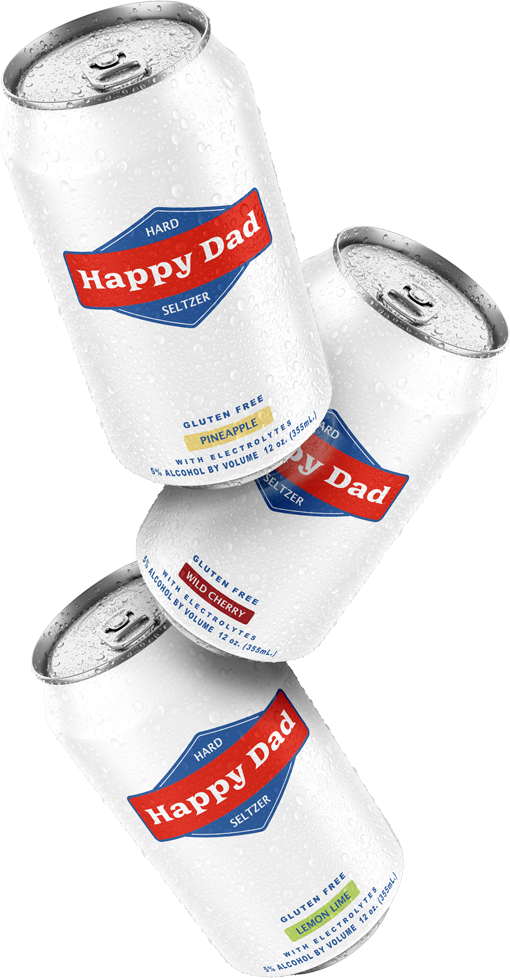 HARD
Happy Dad
SELTZER
GLUTEN FREE
PINEAPPLE
WITH ELECTROLYTES
5% ALCOHOL BY VOLUME 12 oz. (355mL.)
ARD
py Dad
SELTZER
GLUTEN FREE
WILD CHERRY
WITH ELECTROLYTES
5% ALCOHOL BY VOLUME 12 oz. (355mL.)
HARD
Happy Dad
SELTZER
GLUTEN FREE
LEMON LIME
WITH ELECTROLYTES
5% ALCOHOL BY VOLUME 12 oz. (355mL.)